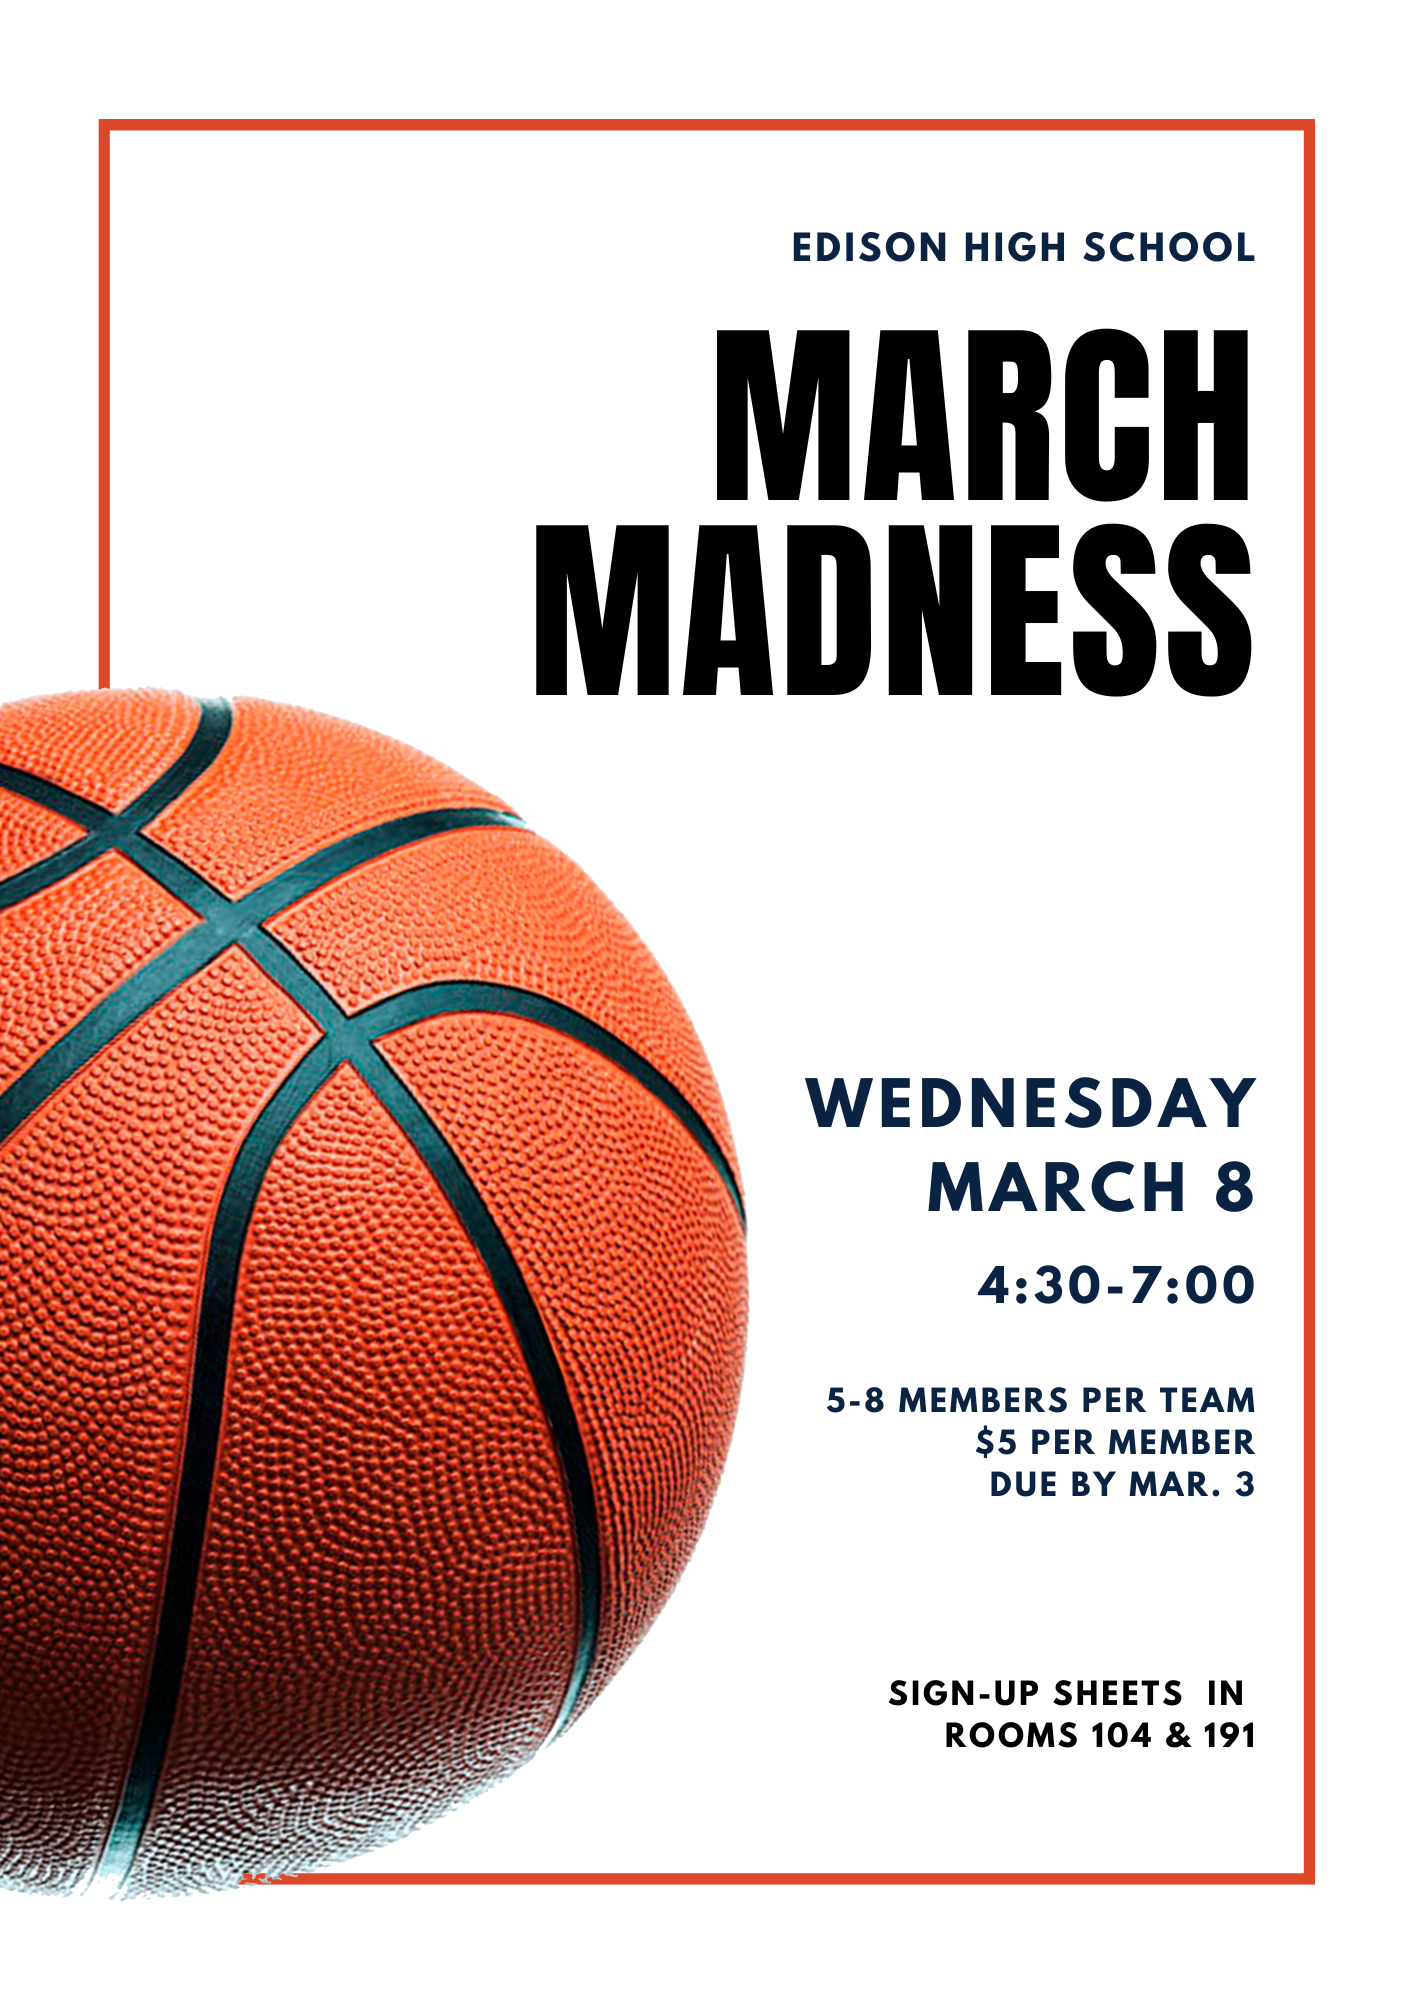 EDISON HIGH SCHOOL
MARCH
MADNESS
WEDNESDAY
MARCH 8
4:30-7:00
5-8 MEMBERS PER TEAM
$5 PER MEMBER
DUE BY MAR. 3
SIGN-UP SHEETS IN
ROOMS 104 & 191